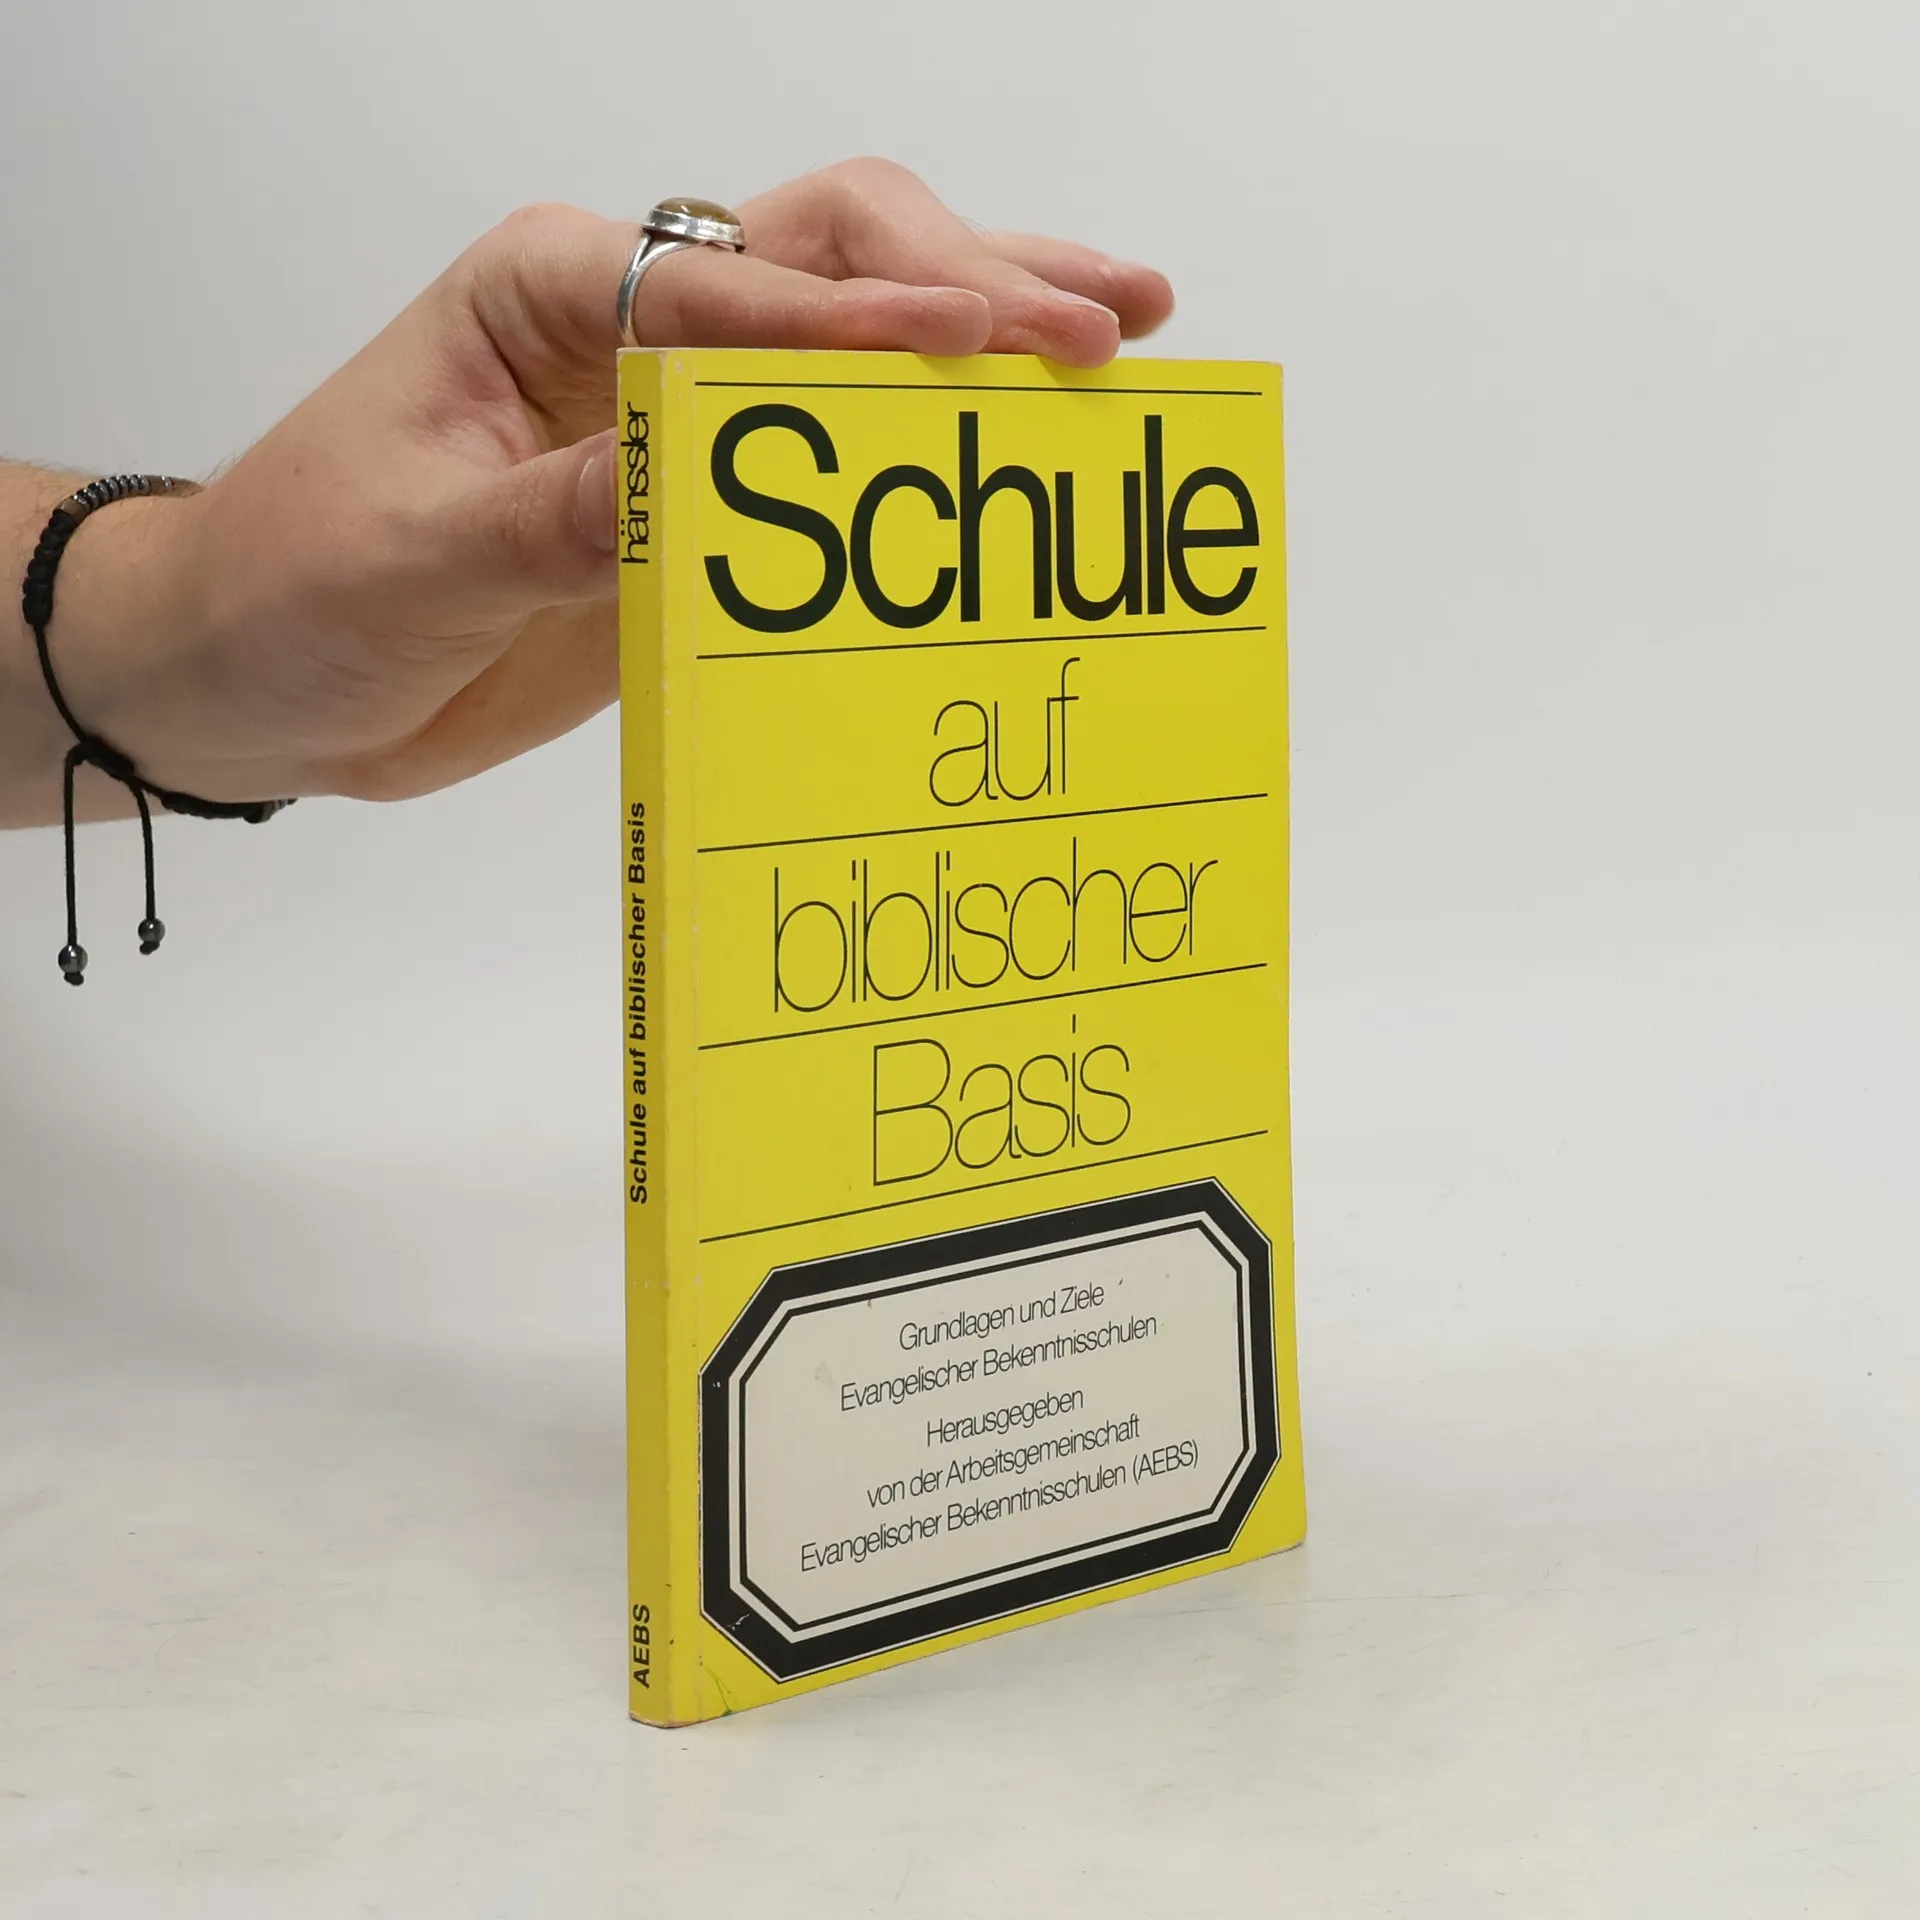 Schule
auf
biblischer
Basis
Grundlagen und Ziele
Evangelischer Bekenntnisschulen
Herausgegeben
von der Arbeitsgemeinschaft
Evangelischer Bekenntnisschulen (AEBS)
hänssler
Schule auf biblischer Basis
AEBS